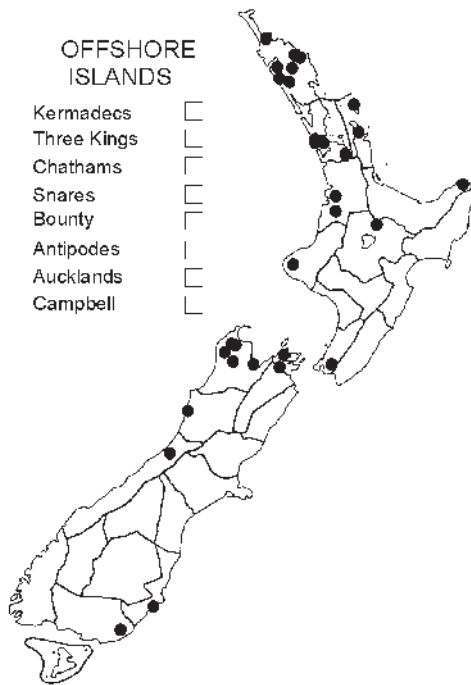 OFFSHORE
ISLANDS
Kermadecs
Three Kings
Chathams
Snares
Bounty
Antipodes
Aucklands
Campbell